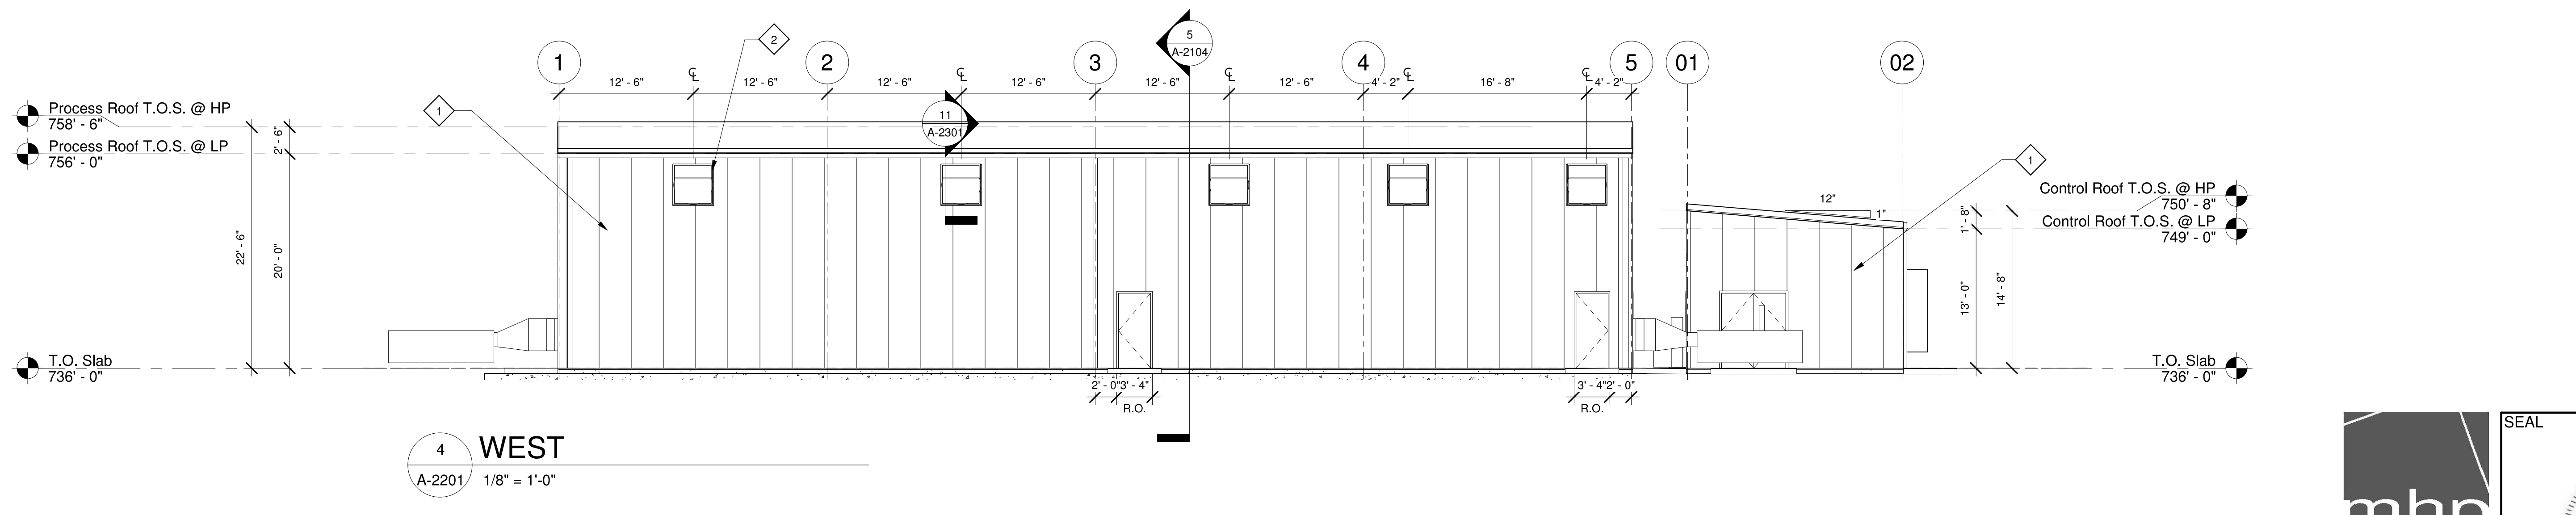 5
A-2104
2
1
2
3
4
5
01
02
12' - 6"
℄
12' - 6"
12' - 6"
℄
12' - 6"
12' - 6"
℄
12' - 6"
4' - 2"
℄
16' - 8"
℄
4' - 2"
1
11
A-2301
Process Roof T.O.S. @ HP
758' - 6"
Process Roof T.O.S. @ LP
756' - 0"
2' - 6"
22' - 6"
20' - 0"
1
Control Roof T.O.S. @ HP
750' - 8"
Control Roof T.O.S. @ LP
749' - 0"
12"
1"
1' - 8"
13' - 0"
14' - 8"
T.O. Slab
736' - 0"
T.O. Slab
736' - 0"
2' - 0"
3' - 4"
R.O.
3' - 4"
2' - 0"
R.O.
4
A-2201
WEST
1/8" = 1'-0"
mhp
SEAL